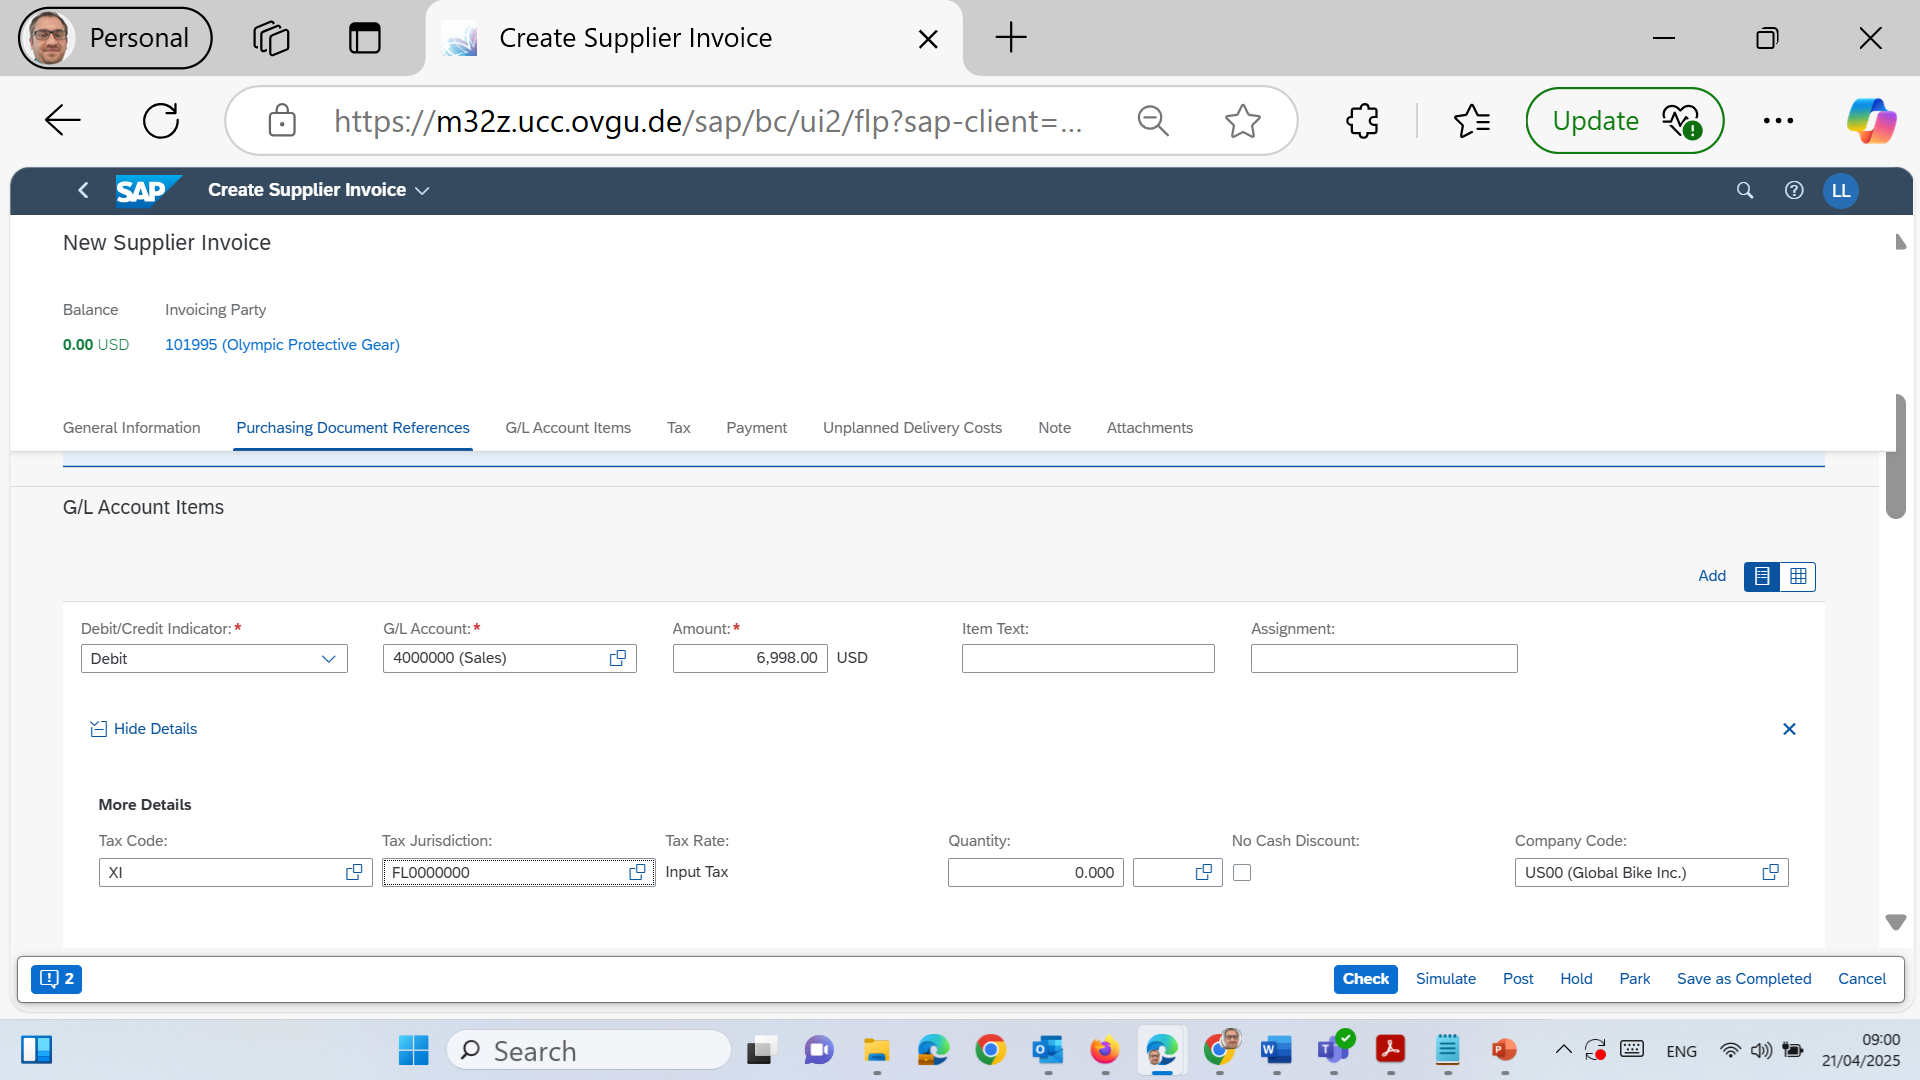 Personal
Create Supplier Invoice
https://m32z.ucc.ovgu.de/sap/bc/ui2/flp?sap-client=...
Update
SAP
Create Supplier Invoice
LL
New Supplier Invoice
Balance
Invoicing Party
0.00 USD
101995 (Olympic Protective Gear)
General Information
Purchasing Document References
G/L Account Items
Tax
Payment
Unplanned Delivery Costs
Note
Attachments
G/L Account Items
Add
Debit/Credit Indicator:*
G/L Account:*
Amount:*
Item Text:
Assignment:
Debit
4000000 (Sales)
6,998.00
USD
Hide Details
More Details
Tax Code:
Tax Jurisdiction:
Tax Rate:
Quantity:
No Cash Discount:
Company Code:
XI
FL0000000
Input Tax
0.000
US00 (Global Bike Inc.)
2
Check
Simulate
Post
Hold
Park
Save as Completed
Cancel
Search
ENG
09:00
21/04/2025